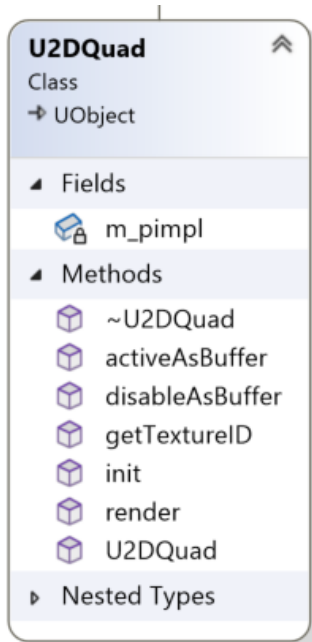 U2DQuad
Class
UObject
Fields
m_pimpl
Methods
~U2DQuad
activeAsBuffer
disableAsBuffer
getTextureID
init
render
U2DQuad
Nested Types